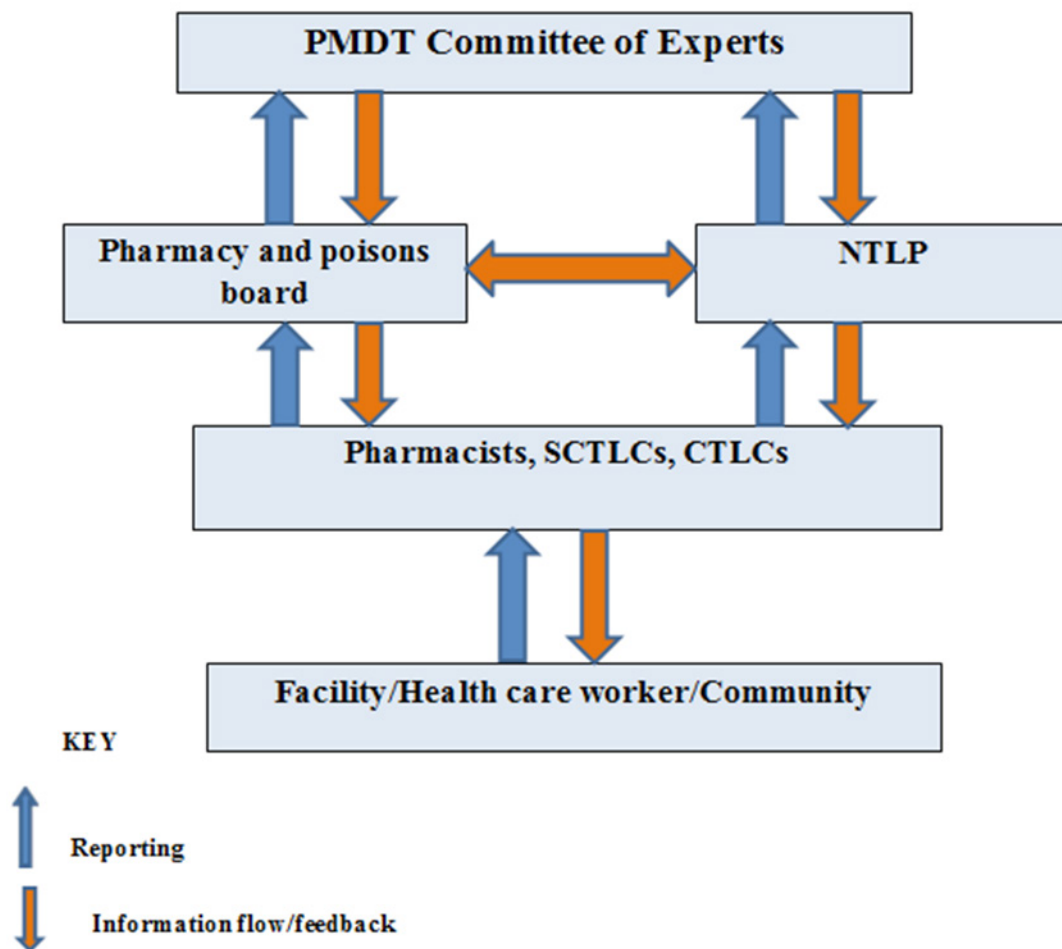 PMDT Committee of Experts
Pharmacy and poisons
board
NTLP
Pharmacists, SCTLCs, CTLCs
Facility/Health care worker/Community
KEY
Reporting
Information flow/feedback